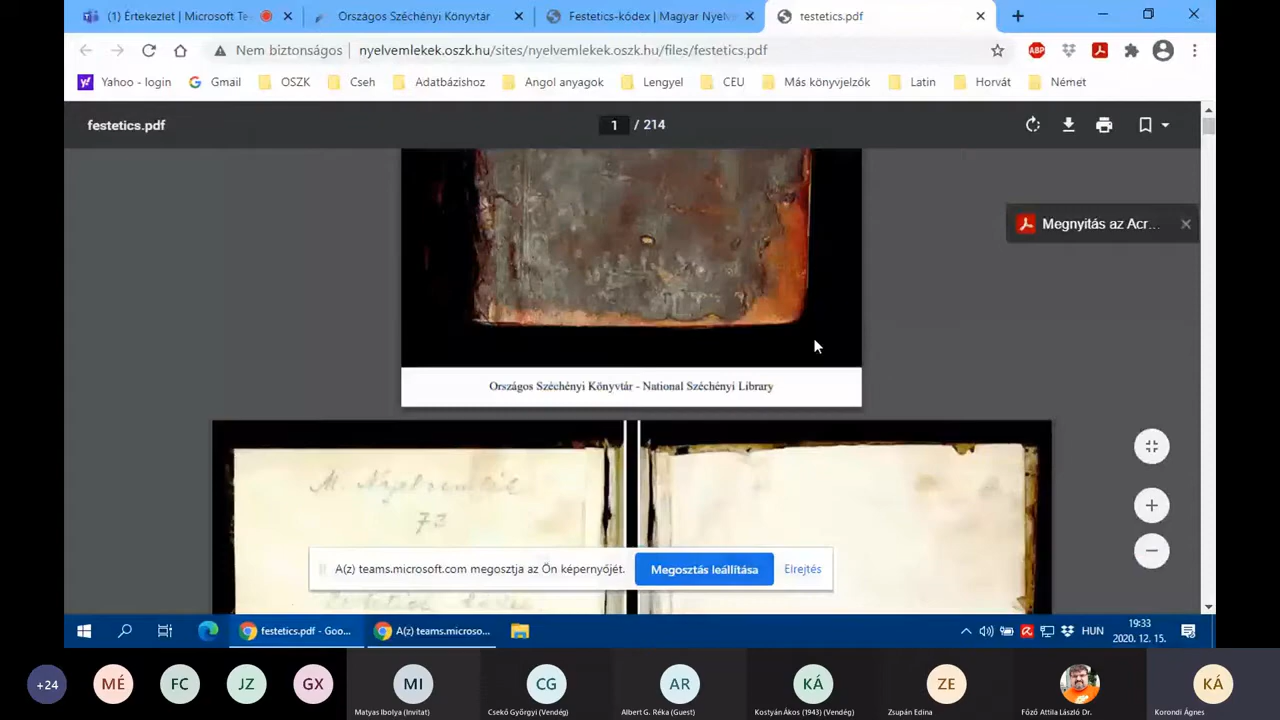 (1) Értekezlet | Microsoft Te
Országos Széchényi Könyvtár
Festetics-kódex | Magyar Nyelv
festetics.pdf
Nem biztonságos
nyelvemlekek.oszk.hu/sites/nyelvemlekek.oszk.hu/files/festetics.pdf
ABP
Yahoo - login
Gmail
OSZK
Cseh
Adatbázishoz
Angol anyagok
Lengyel
CEU
Más könyvjelzők
Latin
Horvát
Német
festetics.pdf
1 / 214
Megnyitás az Acr...
Országos Széchényi Könyvtár - National Széchényi Library
M. Nyelvemlék
73
A(z) teams.microsoft.com megosztja az Ön képernyőjét.
Megosztás leállítása
Elrejtés
festetics.pdf - Goo...
A(z) teams.microso...
HUN
19:33
2020. 12. 15.
+24
MÉ
FC
JZ
GX
MI
Matyas Ibolya (Invitat)
CG
Csekő Györgyi (Vendég)
AR
Albert G. Réka (Guest)
KÁ
Kostyán Ákos (1943) (Vendég)
ZE
Zsupán Edina
Főző Attila László Dr.
KÁ
Korondi Ágnes